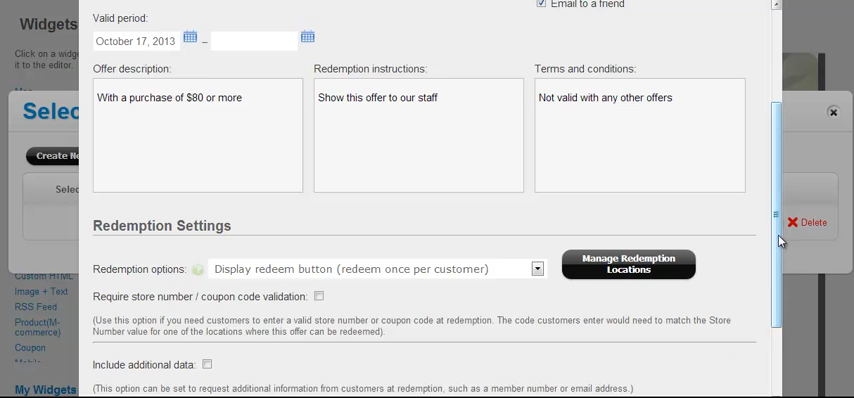 Widgets
Email to a friend
Valid period:
Click on a widge
it to the editor.
October 17, 2013 –
Offer description: Redemption instructions: Terms and conditions:
With a purchase of $80 or more Show this offer to our staff Not valid with any other offers
Selec
Create Ne
Selec
Delete
Redemption Settings
Redemption options: ? Display redeem button (redeem once per customer) Manage Redemption
Locations
Custom HTML
Image + Text
Require store number / coupon code validation:
RSS Feed
Product(M-
commerce)
(Use this option if you need customers to enter a valid store number or coupon code at redemption. The code customers enter would need to match the Store
Number value for one of the locations where this offer can be redeemed).
Coupon
Include additional data:
My Widgets
(This option can be set to request additional information from customers at redemption, such as a member number or email address.)